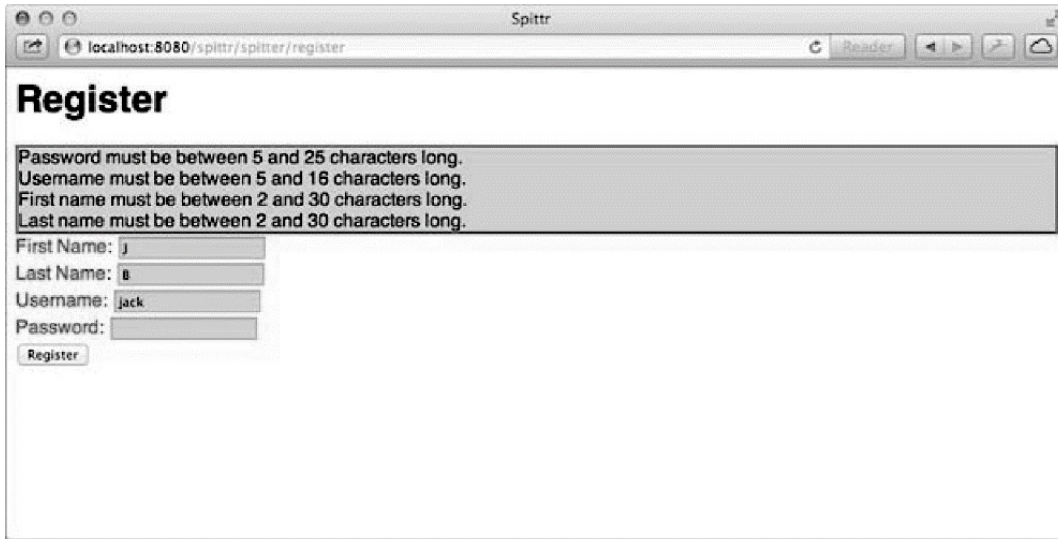 Spittr
localhost:8080/spittr/spitter/register
Reader
Register
Password must be between 5 and 25 characters long.
Username must be between 5 and 16 characters long.
First name must be between 2 and 30 characters long.
Last name must be between 2 and 30 characters long.
First Name: J
Last Name: B
Username: jack
Password:
Register